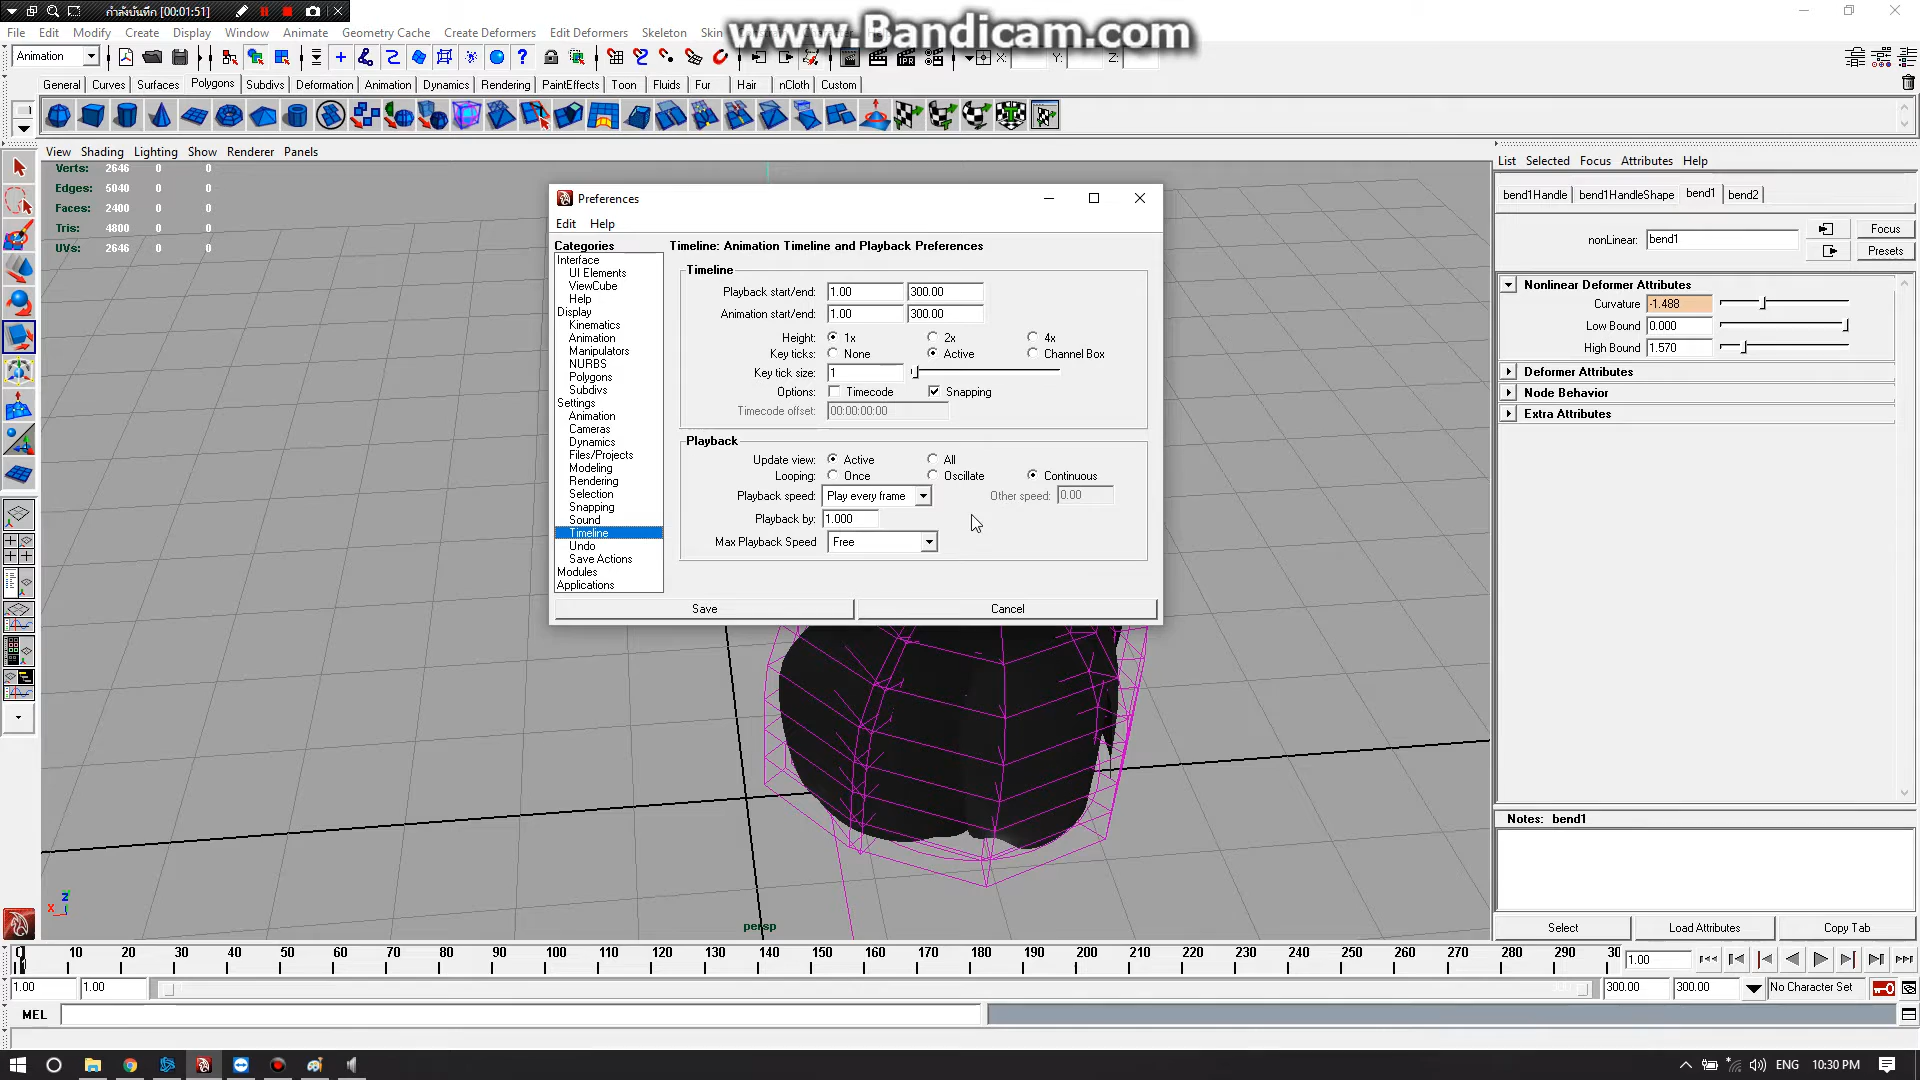 กำลังบันทึก [00:01:51]
www.Bandicam.com
File Edit Modify Create Display Window Animate Geometry Cache Create Deformers Edit Deformers Skeleton Skin
Animation
X: Y: Z:
General Curves Surfaces Polygons Subdivs Deformation Animation Dynamics Rendering PaintEffects Toon Fluids Fur Hair nCloth Custom
IPR
View Shading Lighting Show Renderer Panels
Verts: 2646 0 0
Edges: 5040 0 0
Faces: 2400 0 0
Tris: 4800 0 0
UVs: 2646 0 0
Preferences
Edit Help
Categories
Interface
UI Elements
ViewCube
Help
Display
Kinematics
Animation
Manipulators
NURBS
Polygons
Subdivs
Settings
Animation
Cameras
Dynamics
Files/Projects
Modeling
Rendering
Selection
Snapping
Sound
Timeline
Undo
Save Actions
Modules
Applications
Timeline: Animation Timeline and Playback Preferences
Timeline
Playback start/end: 1.00 300.00
Animation start/end: 1.00 300.00
Height: 1x 2x 4x
Key ticks: None Active Channel Box
Key tick size: 1
Options: Timecode Snapping
Timecode offset: 00:00:00:00
Playback
Update view: Active All
Looping: Once Oscillate Continuous
Playback speed: Play every frame Other speed: 0.00
Playback by: 1.000
Max Playback Speed Free
Save Cancel
List Selected Focus Attributes Help
bend1Handle bend1HandleShape bend1 bend2
nonLinear: bend1
Focus
Presets
Nonlinear Deformer Attributes
Curvature -1.488
Low Bound 0.000
High Bound 1.570
Deformer Attributes
Node Behavior
Extra Attributes
Notes: bend1
Select Load Attributes Copy Tab
z
x
persp
0 10 20 30 40 50 60 70 80 90 100 110 120 130 140 150 160 170 180 190 200 210 220 230 240 250 260 270 280 290 30
1.00
1.00 1.00 300.00 300.00 No Character Set
MEL
ENG 10:30 PM